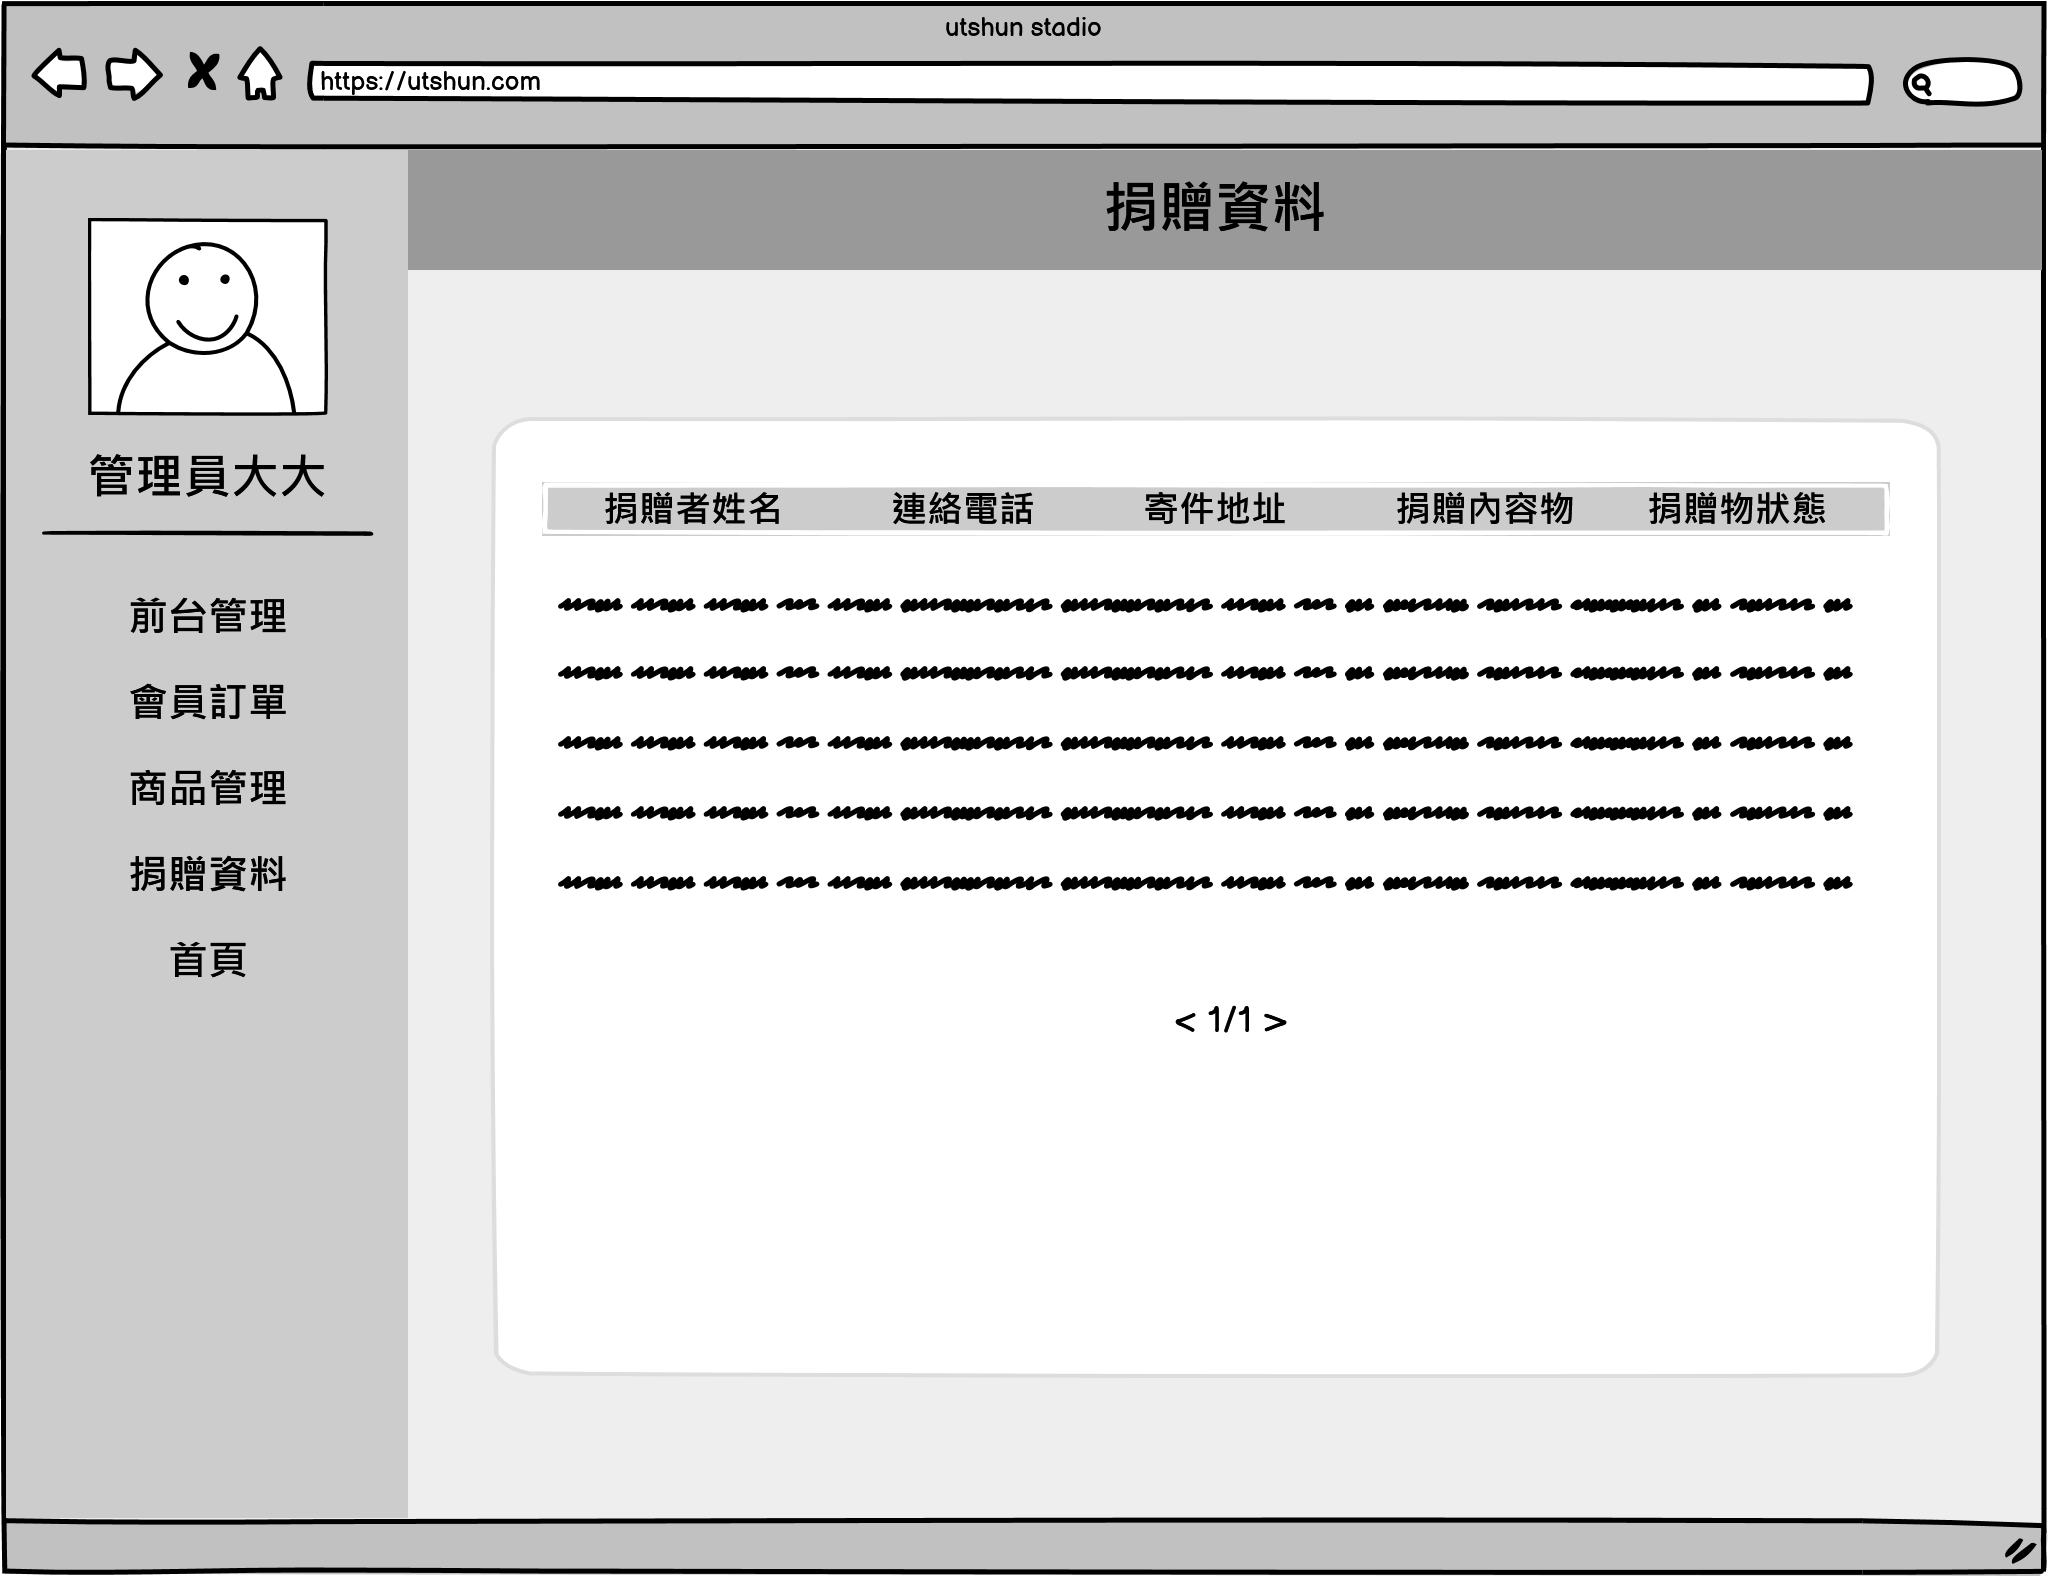 utshun stadio
https://utshun.com
捐贈資料
管理員大大
前台管理
會員訂單
商品管理
捐贈資料
首頁
捐贈者姓名 連絡電話 寄件地址 捐贈內容物 捐贈物狀態
< 1/1 >